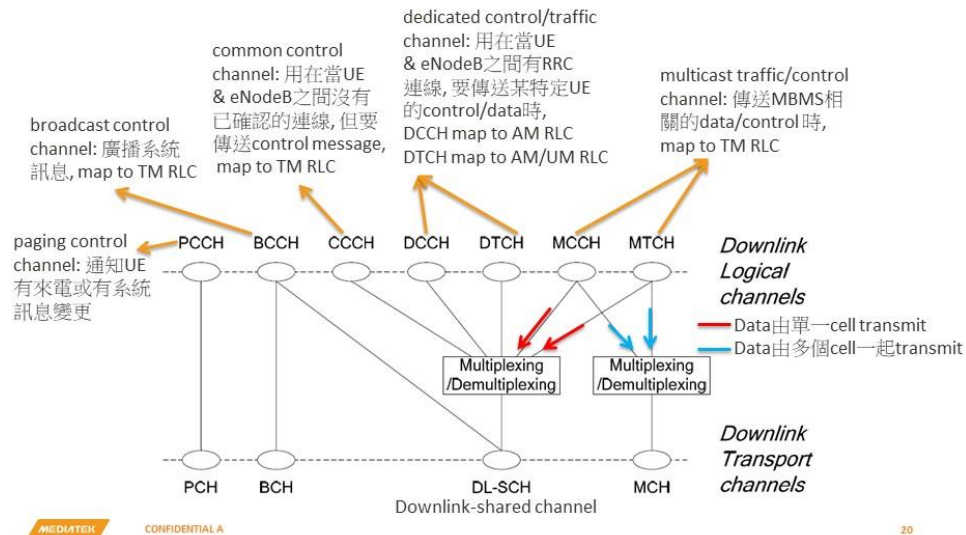 dedicated control/traffic
channel: 用在當UE
& eNodeB之間有RRC
連線, 要傳送某特定UE
的control/data時,
DCCH map to AM RLC
DTCH map to AM/UM RLC
common control
channel: 用在當UE
& eNodeB之間沒有
已確認的連線, 但要
傳送control message,
map to TM RLC
multicast traffic/control
channel: 傳送MBMS相
關的data/control 時,
map to TM RLC
broadcast control
channel: 廣播系統
訊息, map to TM RLC
paging control
channel: 通知UE
有來電或有系統
訊息變更
PCCH BCCH CCCH DCCH DTCH MCCH MTCH
Downlink
Logical
channels
Data由單一cell transmit
Data由多個cell一起transmit
Multiplexing
/Demultiplexing
Multiplexing
/Demultiplexing
Downlink
Transport
channels
PCH BCH DL-SCH MCH
Downlink-shared channel
MEDIATEK CONFIDENTIAL A 20